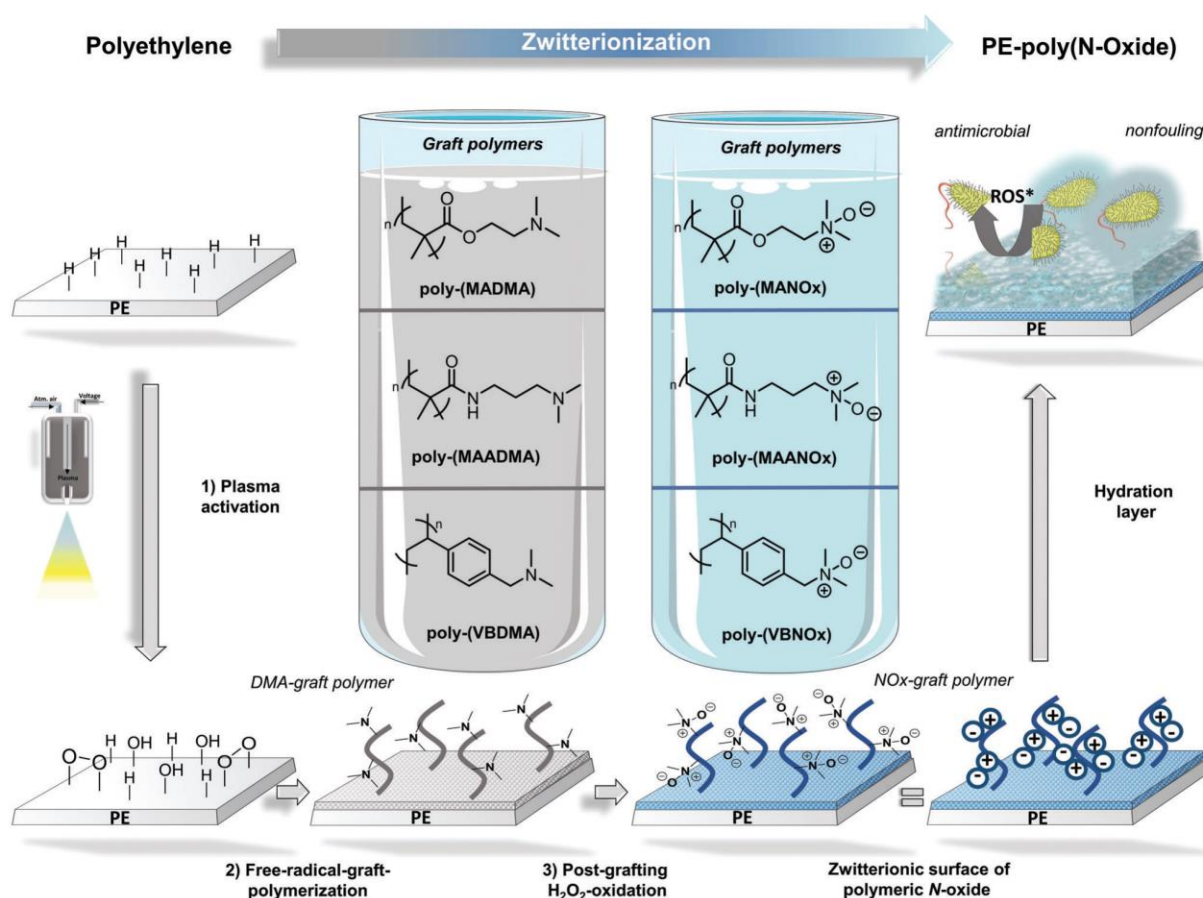 Polyethylene
Zwitterionization
PE-poly(N-Oxide)
Graft polymers
n
O
O
N
poly-(MADMA)
n
O
N
H
N
poly-(MAADMA)
n
N
poly-(VBDMA)
Graft polymers
n
O
O
N
⊕
O
⊖
poly-(MANOx)
n
O
N
H
⊕
N
O
⊖
poly-(MAANOx)
n
N
⊕
O
⊖
poly-(VBNOx)
antimicrobial
nonfouling
ROS*
PE
H H H H H H H
PE
Atm. air
Voltage
Plasma
1) Plasma
activation
Hydration
layer
DMA-graft polymer
NOx-graft polymer
O O H OH H OH O O
H OH H
PE
N N N N N N
PE
N O N O N O
N O N O N O N O
PE
+ - + - + - + -
PE
2) Free-radical-graft-
polymerization
3) Post-grafting
H₂O₂-oxidation
Zwitterionic surface of
polymeric N-oxide